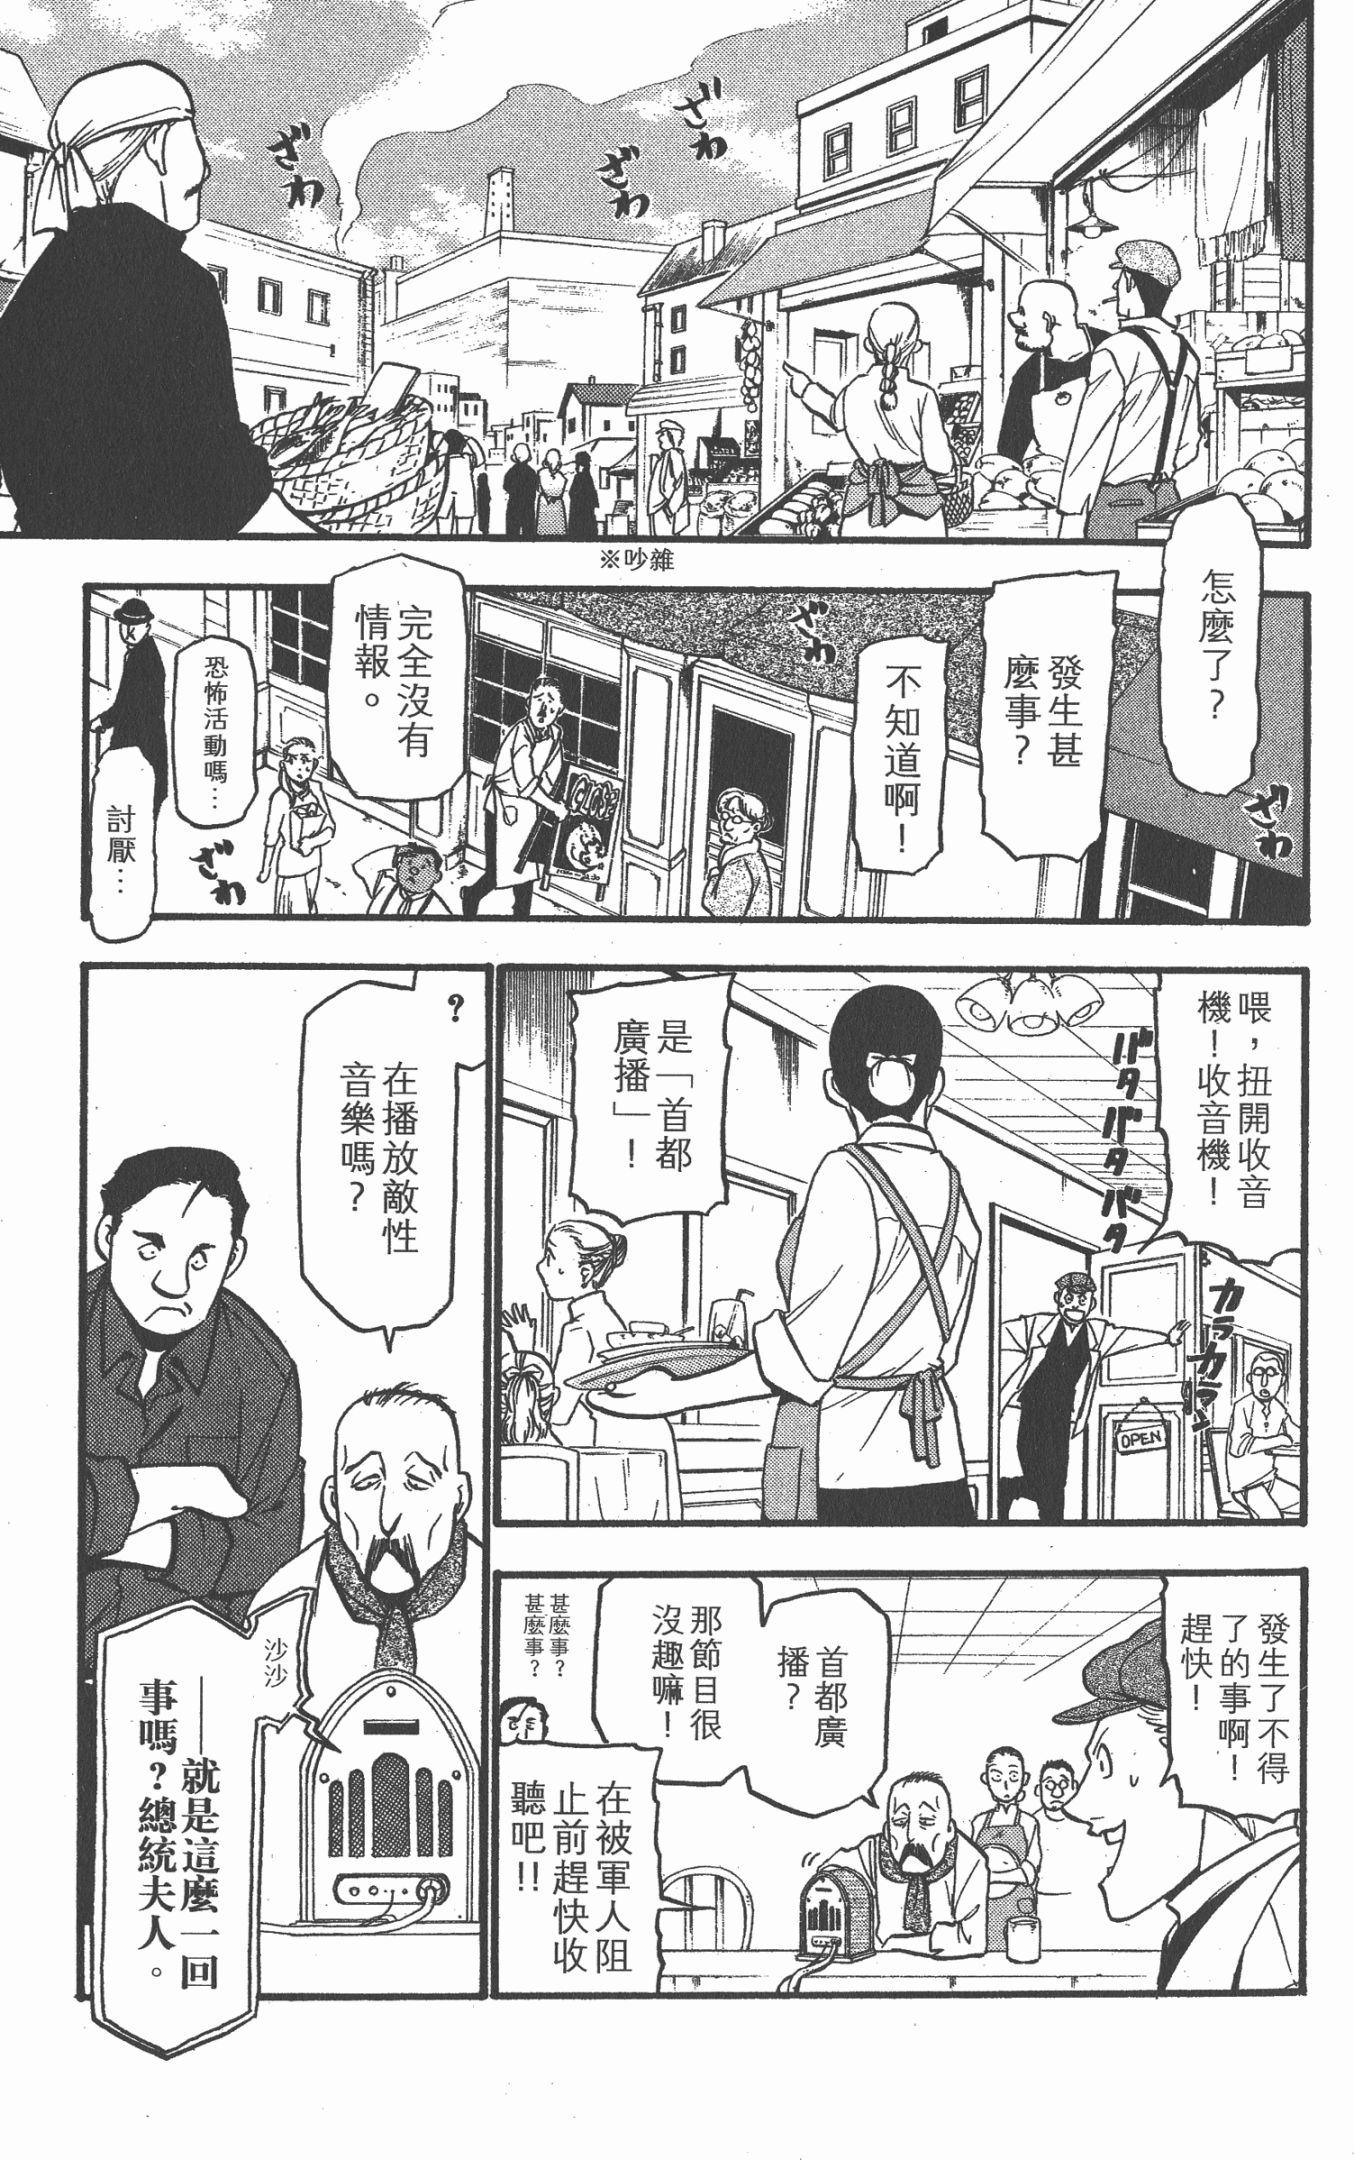 ざわ
ざわ
ざわ
※吵雜
怎麼了？
發生甚
麼事？
不知道啊！
完全沒有
情報。
恐怖活動嗎…
討厭…
ざわ
ざわ
ざわ
CLOSE
喂，扭開收音
機！收音機！
バタバタバタ
カラカラッ
OPEN
是「首都
廣播」！
發生了不得
了的事啊！
趕快！
首都廣
播？
那節目很
沒趣嘛！
甚麼事？
甚麼事？
在被軍人阻
止前趕快收
聽吧!!
？
在播放敵性
音樂嗎？
沙沙
——就是這麼一回
事嗎？總統夫人。